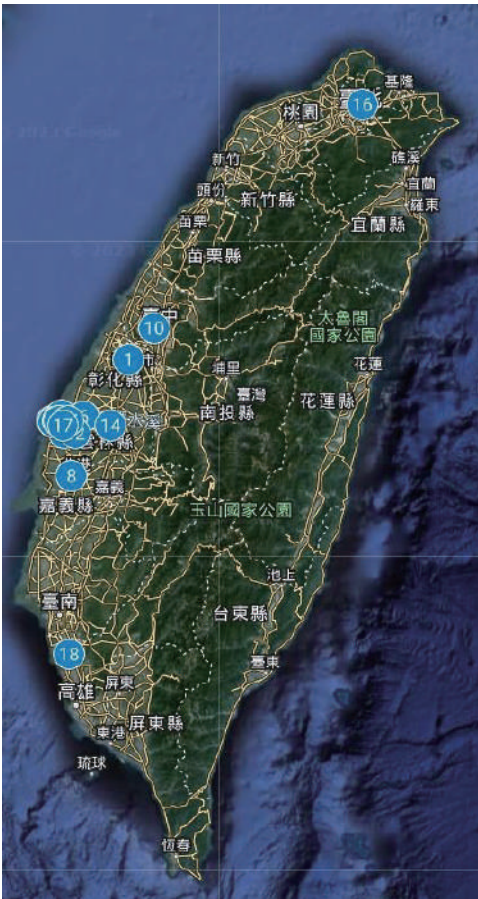 基隆
16
桃園
新竹
礁溪
宜蘭
頭份
新竹縣
羅東
苗栗
宜蘭縣
苗栗縣
太魯閣
國家公園
10
1
彰化縣
埔里
花蓮
臺灣
花蓮縣
南投縣
17
14
8
嘉義
嘉義縣
玉山國家公園
池上
臺南
台東縣
18
臺東
屏東
高雄
屏東縣
東港
琉球
恆春